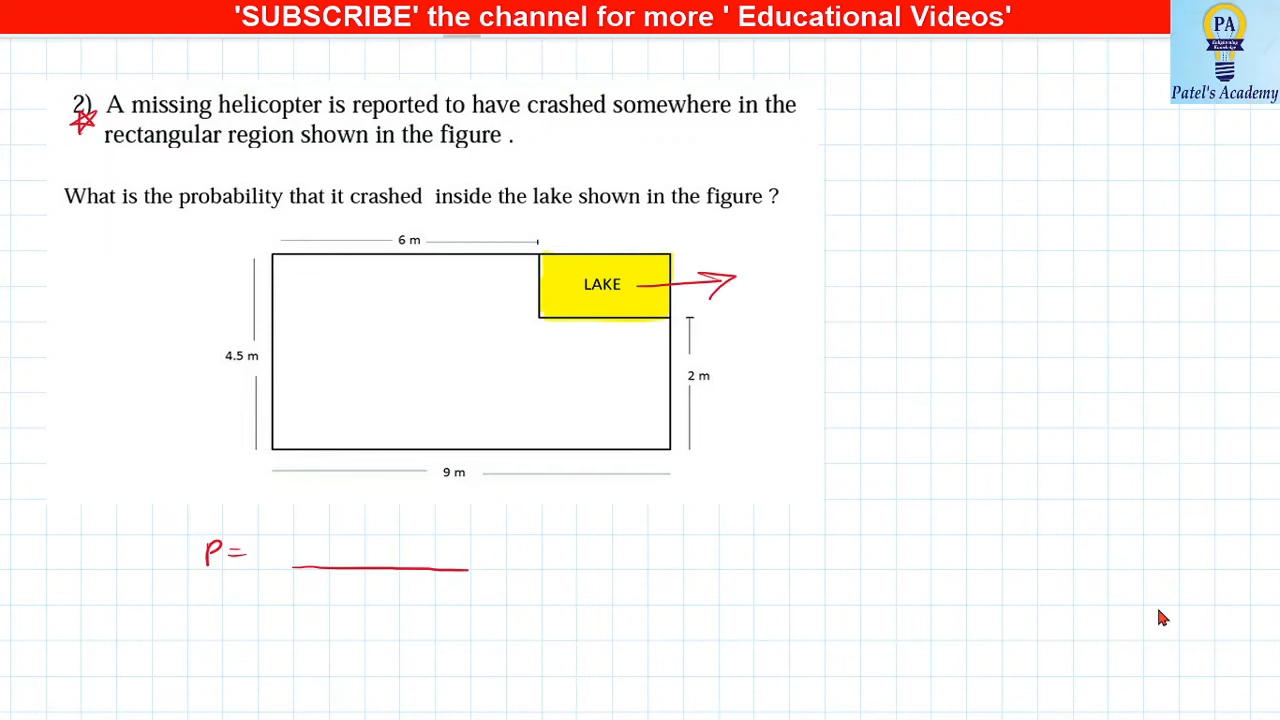 'SUBSCRIBE' the channel for more ' Educational Videos'
PA
Patel's Academy
2). A missing helicopter is reported to have crashed somewhere in the
rectangular region shown in the figure .
What is the probability that it crashed inside the lake shown in the figure ?
6 m
LAKE
4.5 m
2 m
9 m
P =